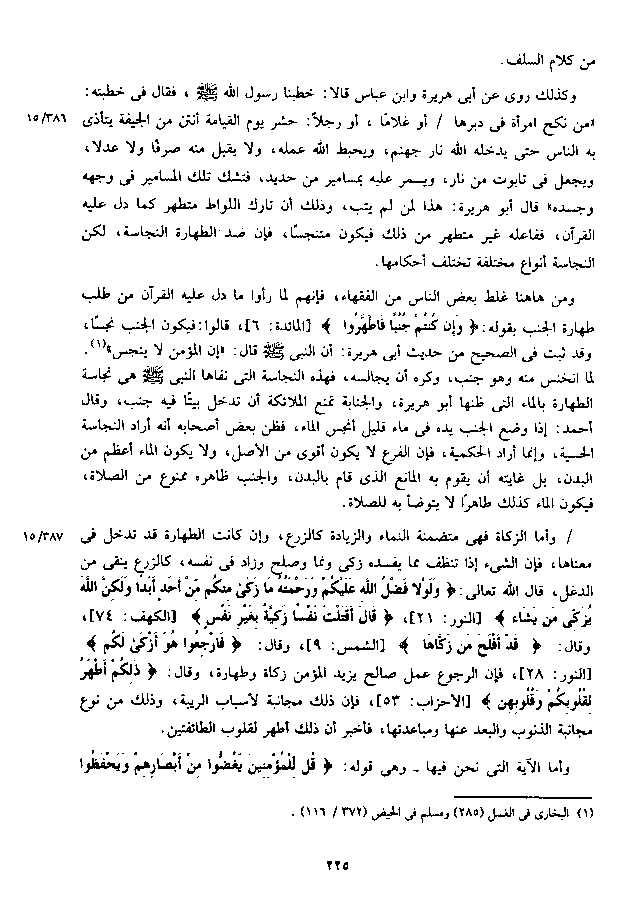 من كلام السلف.
وكذلك روى عن أبى هريرة وابن عباس قالا: خطبنا رسول الله ﷺ ، فقال فى خطبته:
«من نكح امرأة فى دبرها / أو غلامًا ، أو رجلاً: حشر يوم القيامة أنتن من الجيفة يتأذى
١٥/٣٨٦
به الناس حتى يدخله الله نار جهنم، ويحبط الله عمله، ولا يقبل منه صرفًا ولا عدلا،
ويجعل فى تابوت من نار، ويسمر عليه بمسامير من حديد، فتشك تلك المسامير فى وجهه
وجسده» قال أبو هريرة: هذا لمن لم يتب، وذلك أن تارك اللواط متطهر كما دل عليه
القرآن، ففاعله غير متطهر من ذلك فيكون متنجسًا، فإن ضد الطهارة النجاسة، لكن
النجاسة أنواع مختلفة تختلف أحكامها.
ومن هاهنا غلط بعض الناس من الفقهاء، فإنهم لما رأوا ما دل عليه القرآن من طلب
طهارة الجنب بقوله: ﴿ وَإِن كُنتُمْ جُنُبًا فَاطَّهَّرُوا ﴾ [المائدة: ٦]، قالوا: فيكون الجنب نجسًا،
وقد ثبت فى الصحيح من حديث أبى هريرة: أن النبى ﷺ قال: «إن المؤمن لا ينجس»(١).
لما انخنس منه وهو جنب، وكره أن يجالسه، فهذه النجاسة التى نفاها النبى ﷺ هى نجاسة
الطهارة بالماء التى ظنها أبو هريرة، والجنابة تمنع الملائكة أن تدخل بيتًا فيه جنب، وقال
أحمد: إذا وضع الجنب يده فى ماء قليل أنجس الماء، فظن بعض أصحابه أنه أراد النجاسة
الحسية، وإنما أراد الحكمية، فإن الفرع لا يكون أقوى من الأصل، ولا يكون الماء أعظم من
البدن، بل غايته أن يقوم به المانع الذى قام بالبدن، والجنب ظاهره ممنوع من الصلاة،
فيكون الماء كذلك طاهرًا لا يتوضأ به للصلاة.
/ وأما الزكاة فهى متضمنة النماء والزيادة كالزرع، وإن كانت الطهارة قد تدخل فى
١٥/٣٨٧
معناها، فإن الشىء إذا تنظف مما يفسده زكى ونما وصلح وزاد فى نفسه، كالزرع ينقى من
الدغل، قال الله تعالى: ﴿ وَلَوْلا فَضْلُ اللَّهِ عَلَيْكُمْ وَرَحْمَتُهُ مَا زَكَىٰ مِنكُم مِّنْ أَحَدٍ أَبَدًا وَلَكِنَّ اللَّهَ
يُزَكِّي مَن يَشَاءُ ﴾ [النور: ٢١]، ﴿ قَالَ أَقَتَلْتَ نَفْسًا زَكِيَّةً بِغَيْرِ نَفْسٍ ﴾ [الكهف: ٧٤]،
وقال: ﴿ قَدْ أَفْلَحَ مَن زَكَّاهَا ﴾ [الشمس: ٩]، وقال: ﴿ فَارْجِعُوا هُوَ أَزْكَىٰ لَكُمْ ﴾
[النور: ٢٨]، فإن الرجوع عمل صالح يزيد المؤمن زكاة وطهارة، وقال: ﴿ ذَلِكُمْ أَطْهَرُ
لِقُلُوبِكُمْ وَقُلُوبِهِنَّ ﴾ [الأحزاب: ٥٣]، فإن ذلك مجانبة لأسباب الريبة، وذلك من نوع
مجانبة الذنوب والبعد عنها ومباعدتها، فأخبر أن ذلك أطهر لقلوب الطائفتين.
وأما الآية التى نحن فيها ـ وهى قوله: ﴿ قُل لِّلْمُؤْمِنِينَ يَغُضُّوا مِنْ أَبْصَارِهِمْ وَيَحْفَظُوا
(١) البخارى فى الغسل (٢٨٥) ومسلم فى الحيض (٣٧٢ / ١١٦) .
٢٢٥